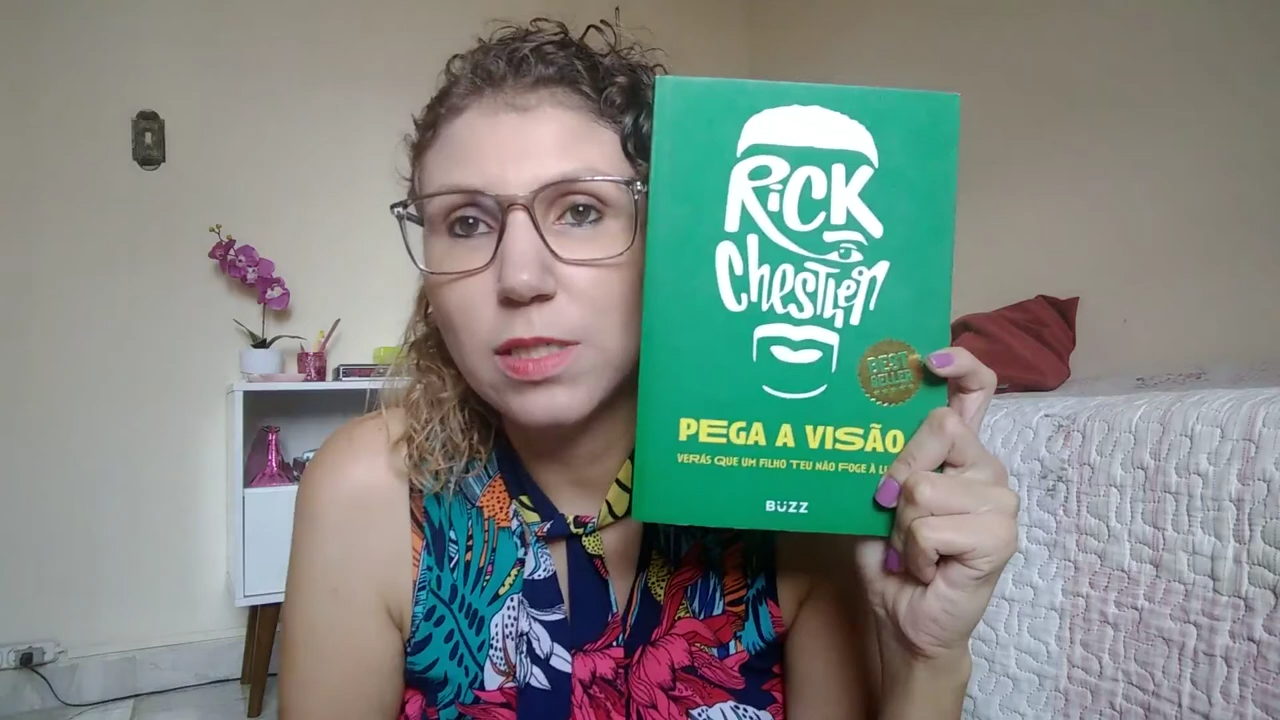 RICK
CHESTHER
BEST
SELLER
PEGA A VISÃO
VERÁS QUE UM FILHO TEU NÃO FOGE À
BUZZ